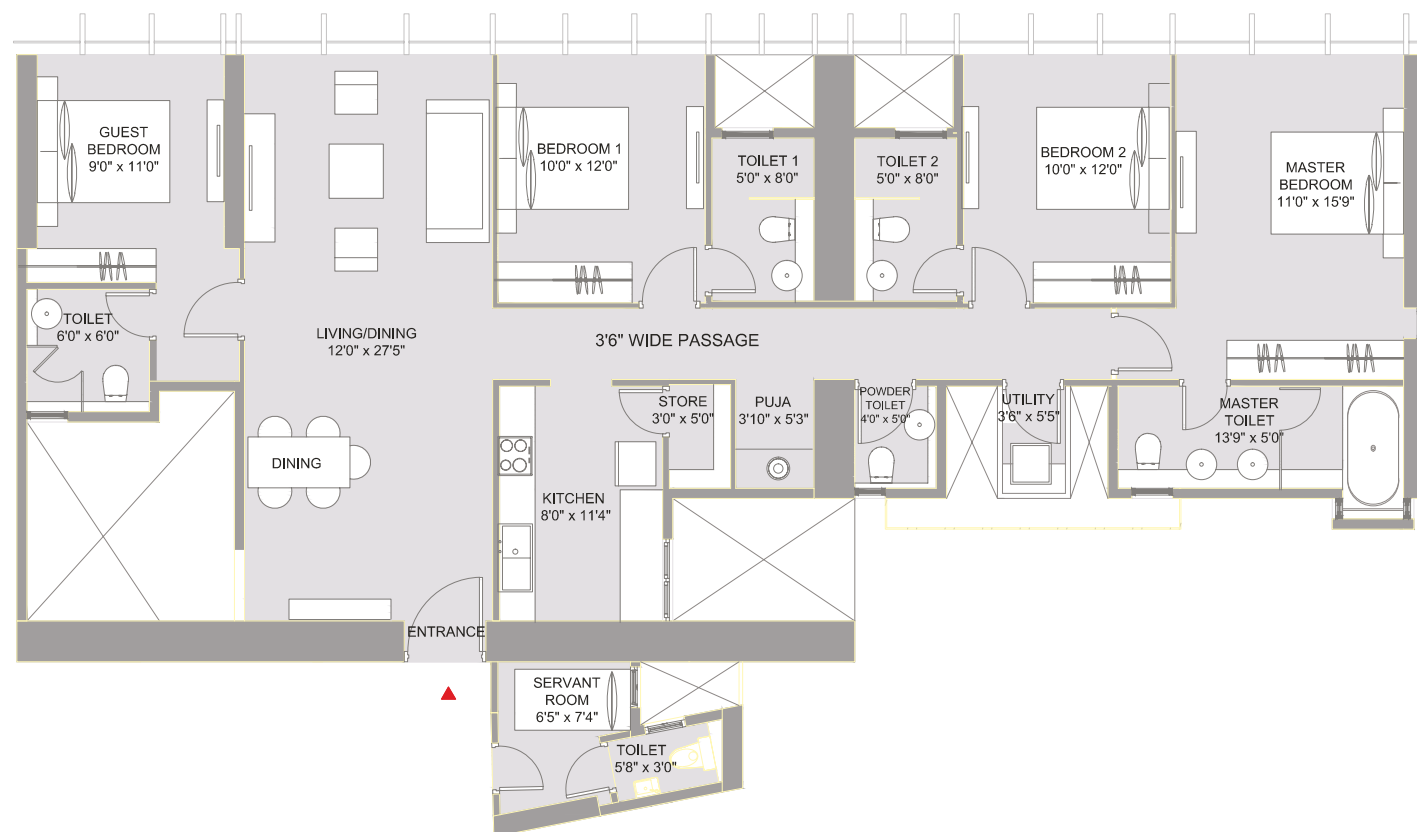 GUEST
BEDROOM
9'0" x 11'0"
BEDROOM 1
10'0" x 12'0"
TOILET 1
5'0" x 8'0"
TOILET 2
5'0" x 8'0"
BEDROOM 2
10'0" x 12'0"
MASTER
BEDROOM
11'0" x 15'9"
TOILET
6'0" x 6'0"
LIVING/DINING
12'0" x 27'5"
3'6" WIDE PASSAGE
DINING
KITCHEN
8'0" x 11'4"
STORE
3'0" x 5'0"
PUJA
3'10" x 5'3"
POWDER
TOILET
4'0" x 5'0"
UTILITY
3'6" x 5'5"
MASTER
TOILET
13'9" x 5'0"
ENTRANCE
SERVANT
ROOM
6'5" x 7'4"
TOILET
5'8" x 3'0"